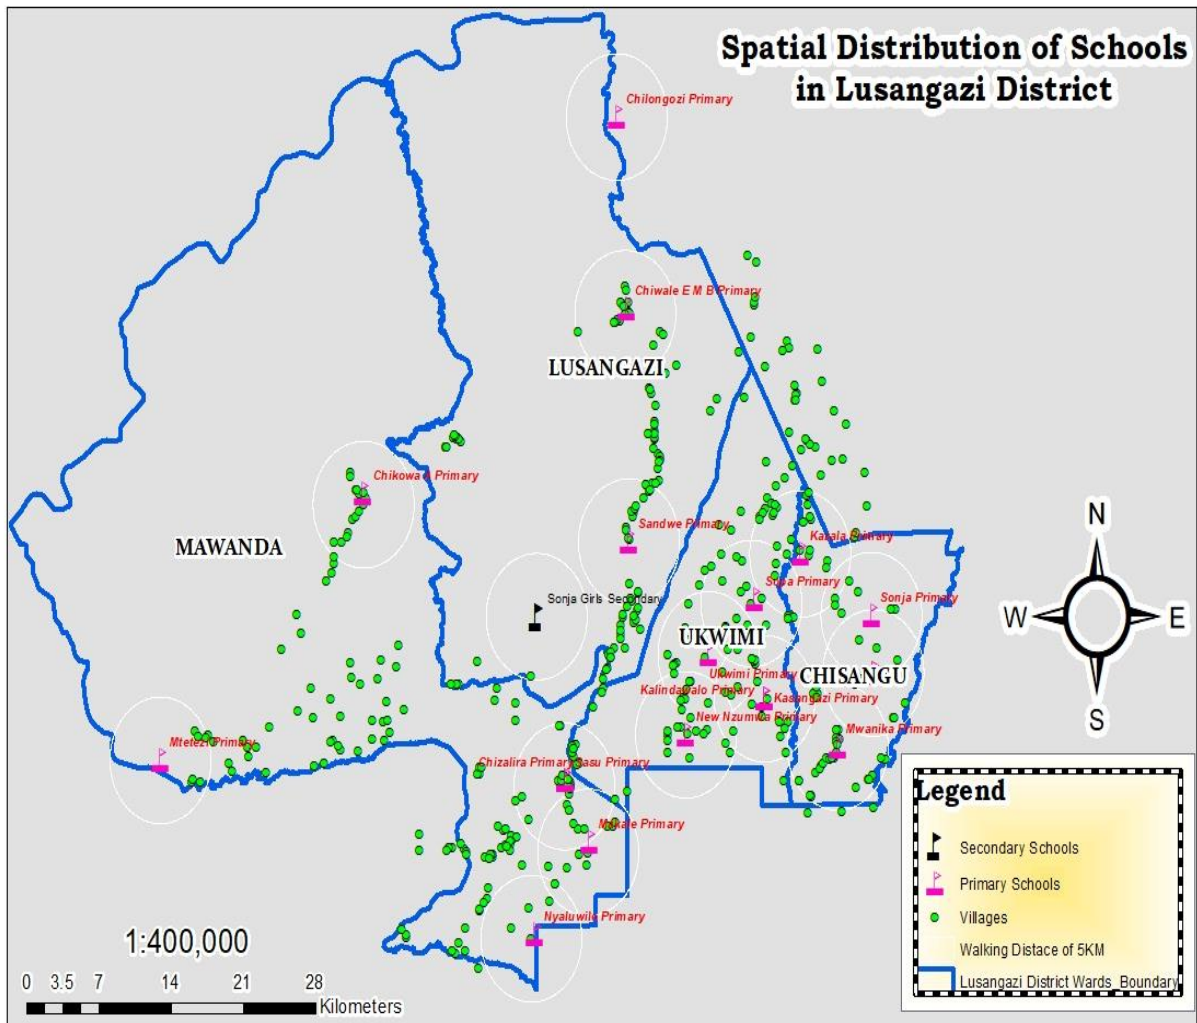 Spatial Distribution of Schools
in Lusangazi District
Chilongozi Primary
Chiwale E M B Primary
LUSANGAZI
Chikowa Primary
MAWANDA
Sandwe Primary
Kazala Primary
Primary
Sonja Girls Secondary
Sonja Primary
UKWIMI
CHISANGU
Ukwimi Primary
Kalindawalo Primary
Kasangazi Primary
New Nzumwa Primary
Mwanika Primary
Mtetezi Primary
Chizalira Primary
Primary
Primary
Nyaluwile Primary
N
W
E
S
Legend
Secondary Schools
Primary Schools
Villages
Walking Distace of 5KM
Lusangazi District Wards_Boundary
1:400,000
0 3.5 7 14 21 28
Kilometers